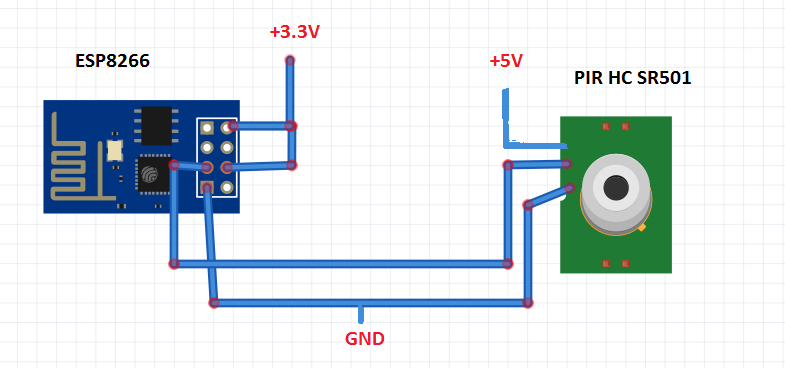 +3.3V
ESP8266
+5V
PIR HC SR501
GND